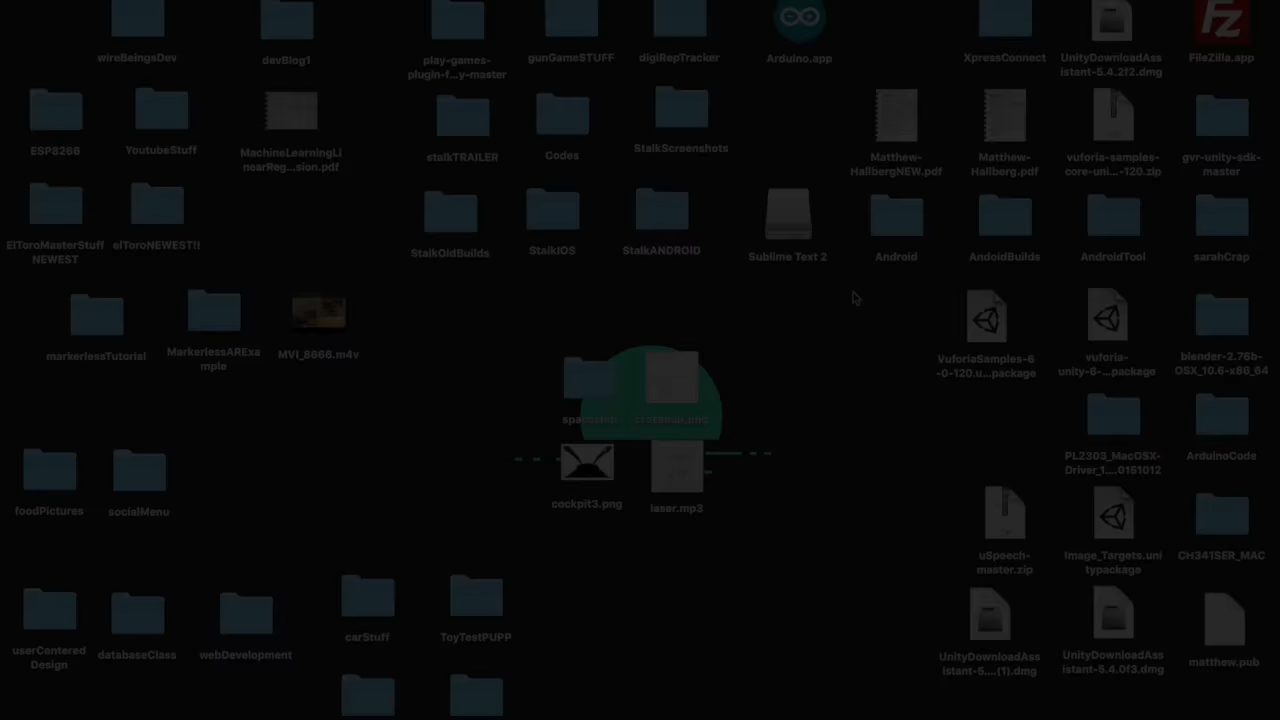 wireBeingsDev
devBlog1
play-games-
plugin-f...y-master
gunGameSTUFF
digiRepTracker
Arduino.app
XpressConnect
UnityDownloadAss
istant-5.4.2f2.dmg
Fz
FileZilla.app
ESP8266
YoutubeStuff
MachineLearningLi
nearReg...sion.pdf
stalkTRAILER
Codes
StalkScreenshots
Matthew-
HallbergNEW.pdf
Matthew-
Hallberg.pdf
vuforia-samples-
core-uni...-120.zip
gvr-unity-sdk-
master
ElToroMasterStuff
NEWEST
elToroNEWEST!!
StalkOldBuilds
StalkIOS
StalkANDROID
Sublime Text 2
Android
AndoidBuilds
AndroidTool
sarahCrap
markerlessTutorial
MarkerlessARExa
mple
MVI_8666.m4v
VuforiaSamples-6
-0-120.u...package
vuforia-
unity-6-...package
blender-2.76b-
OSX_10.6-x86_64
spaceship
cockpit3.png
laser.mp3
PL2303_MacOSX-
Driver_1....0151012
ArduinoCode
foodPictures
socialMenu
uSpeech-
master.zip
Image_Targets.uni
typackage
CH341SER_MAC
userCentered
Design
databaseClass
webDevelopment
carStuff
ToyTestPUPP
UnityDownloadAss
istant-5....(1).dmg
UnityDownloadAss
istant-5.4.0f3.dmg
matthew.pub